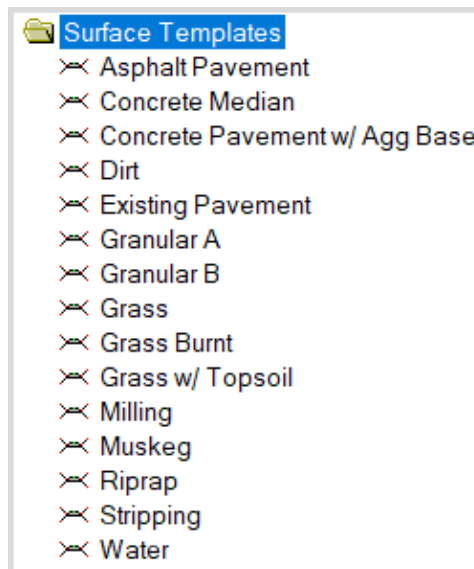 Surface Templates
Asphalt Pavement
Concrete Median
Concrete Pavement w/ Agg Base
Dirt
Existing Pavement
Granular A
Granular B
Grass
Grass Burnt
Grass w/ Topsoil
Milling
Muskeg
Riprap
Stripping
Water